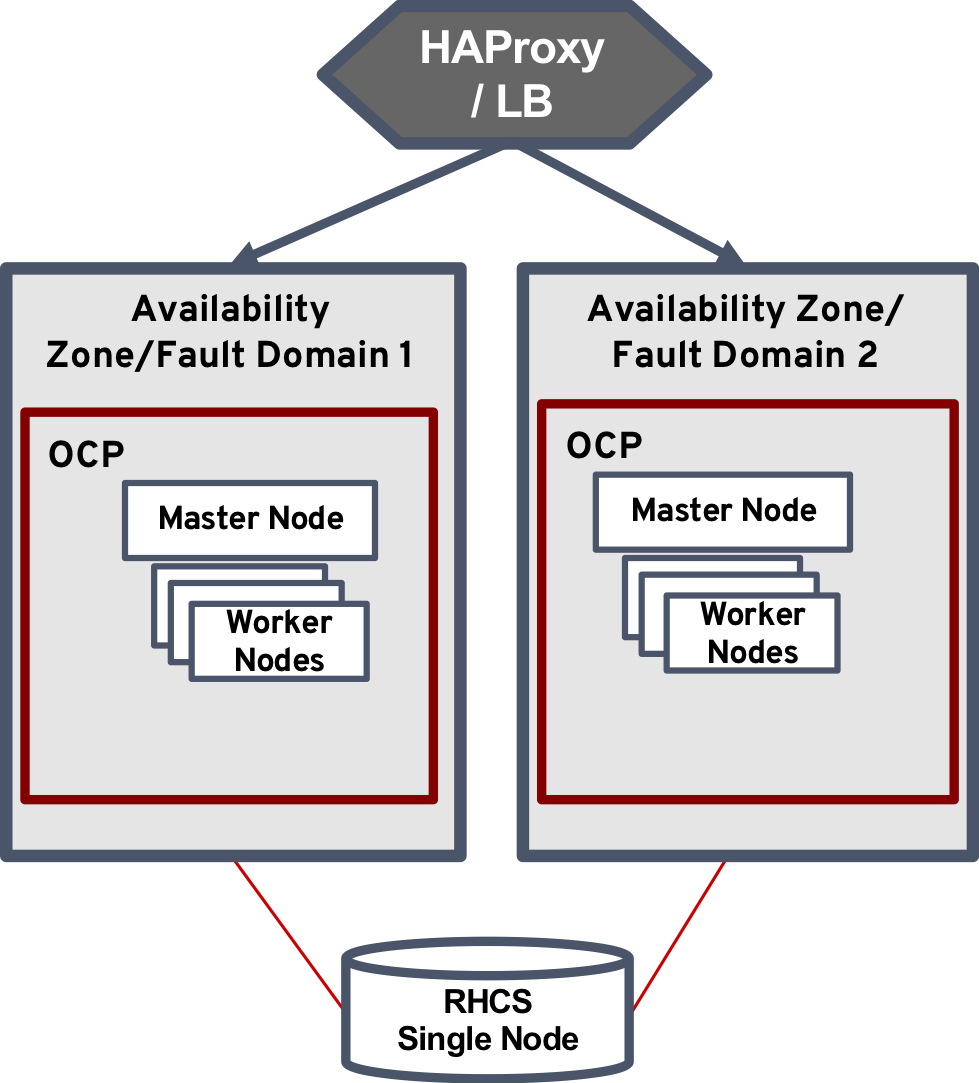 HAProxy
/ LB
Availability
Zone/Fault Domain 1
OCP
Master Node
Worker
Nodes
Availability Zone/
Fault Domain 2
OCP
Master Node
Worker
Nodes
RHCS
Single Node